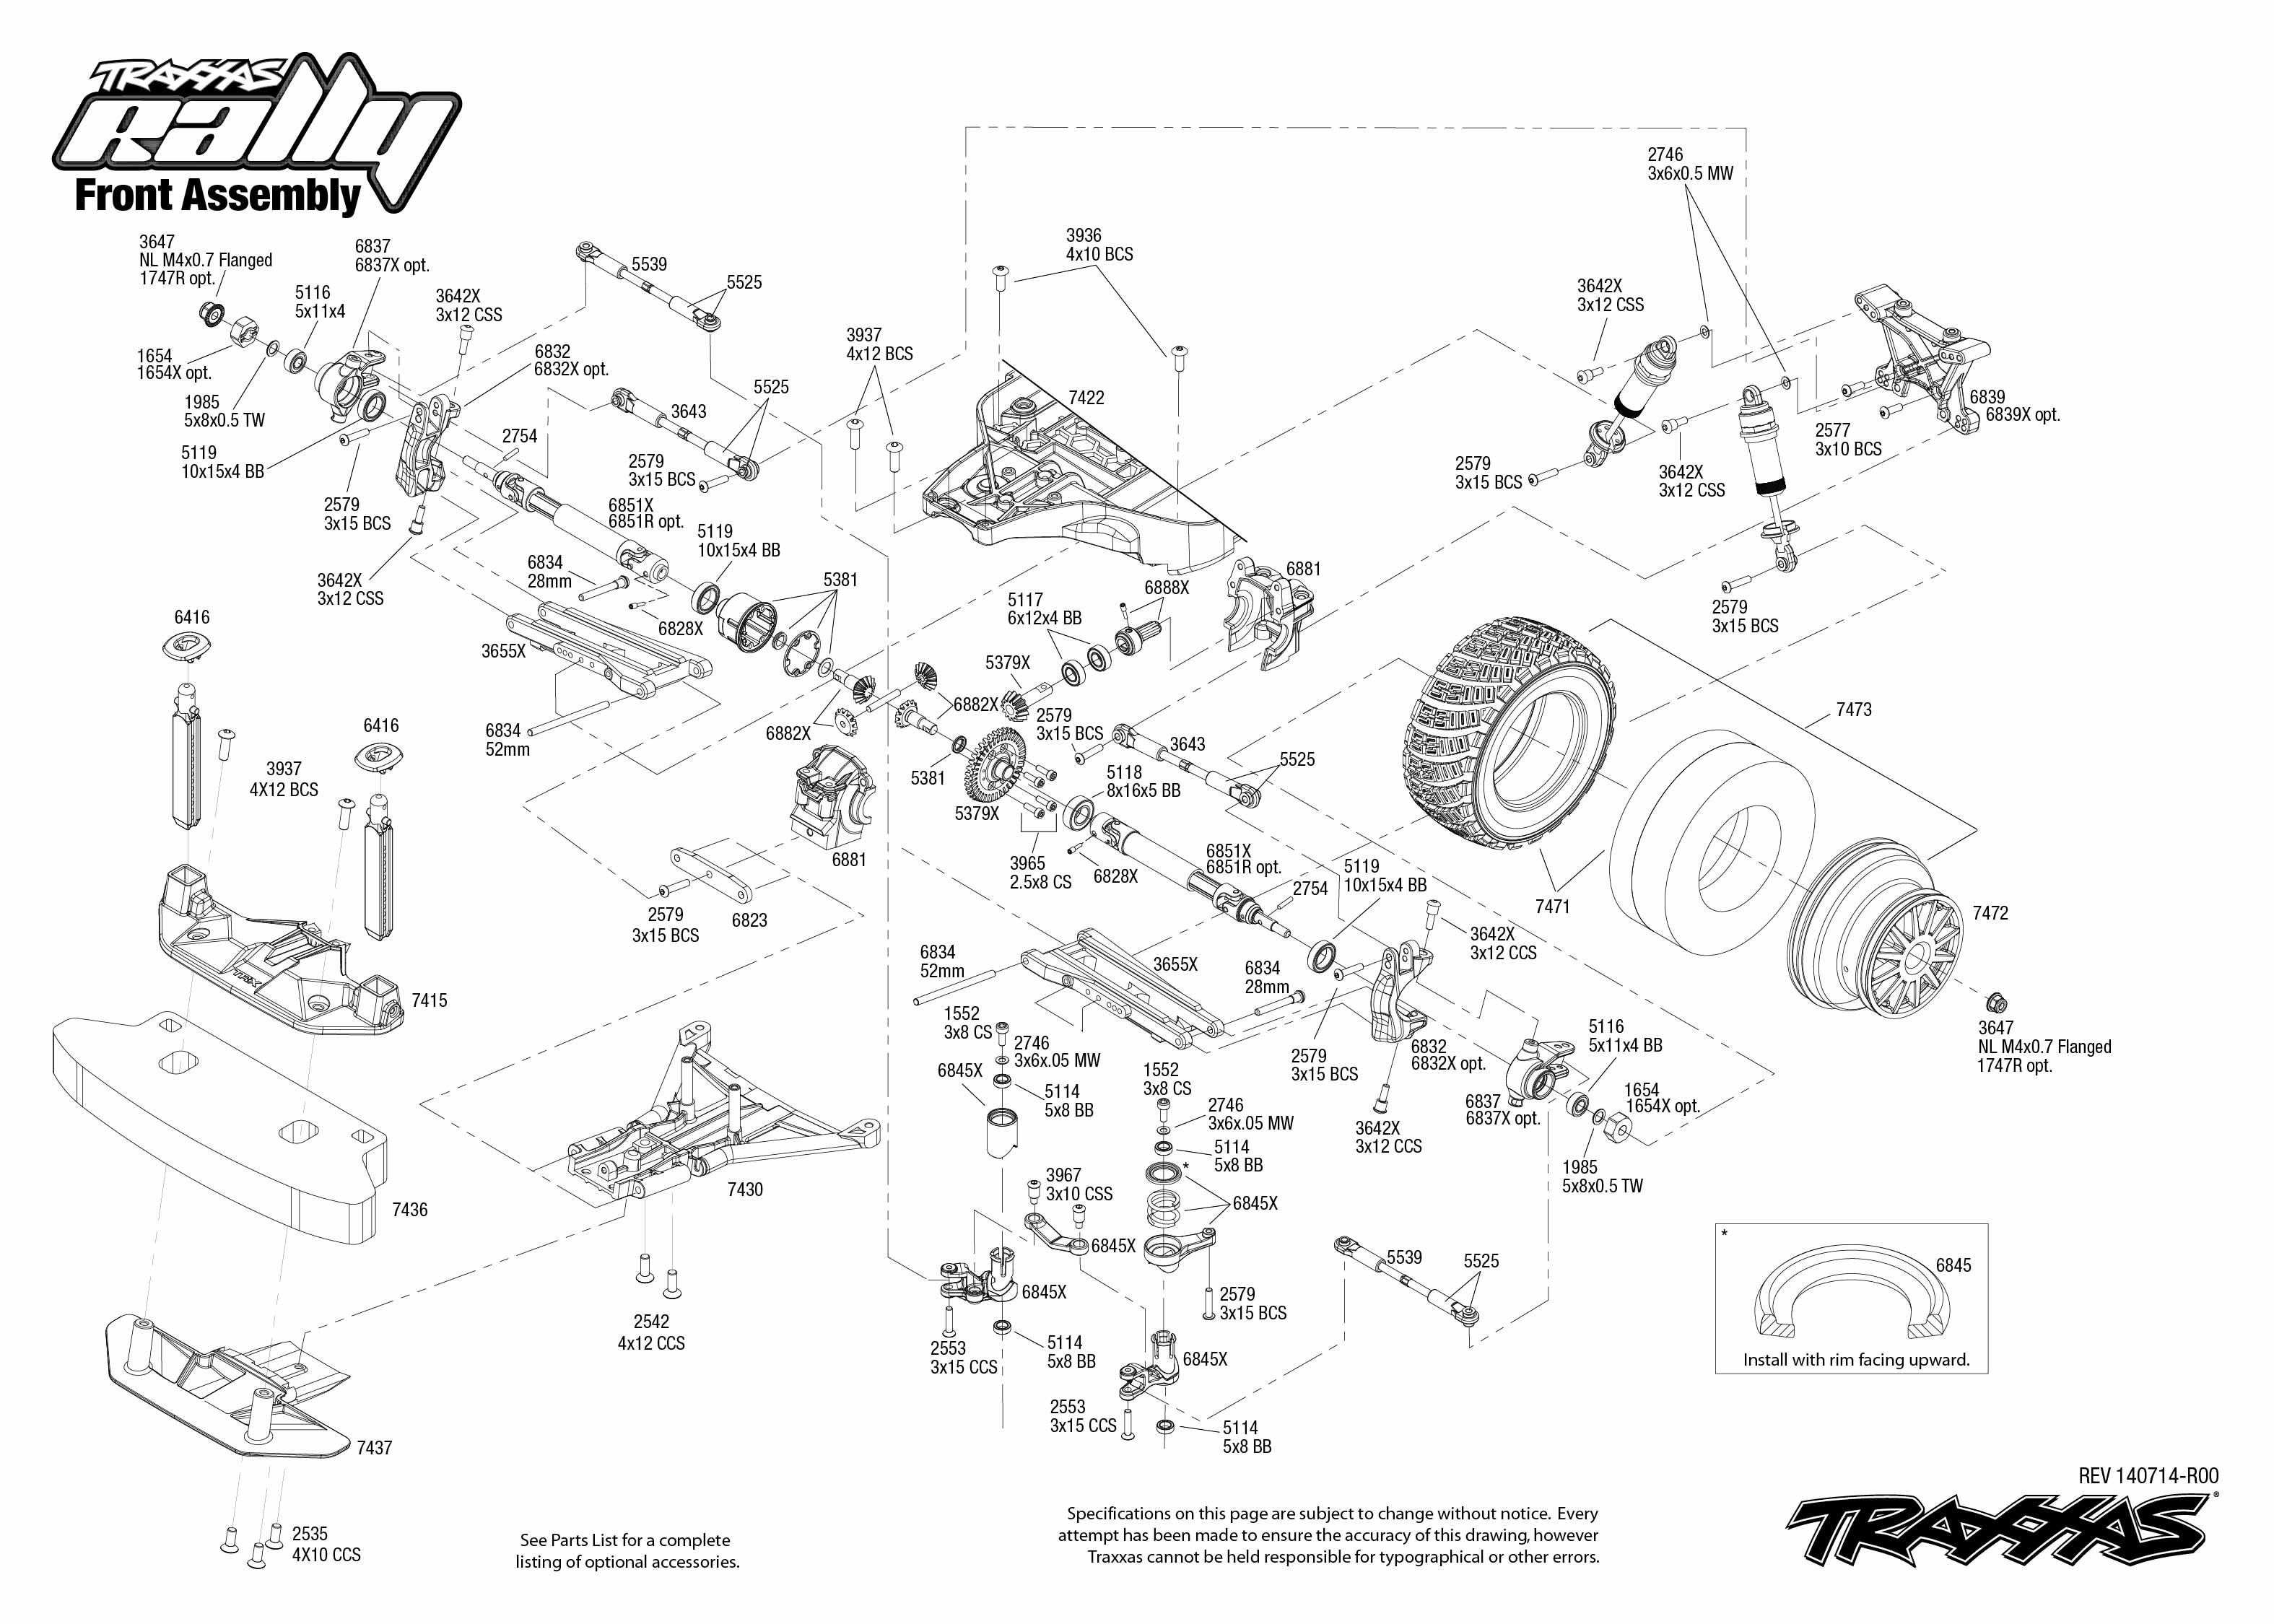 TRAXXAS
Rally
Front Assembly
3647
NL M4x0.7 Flanged
1747R opt.
6837
6837X opt.
5116
5x11x4
3642X
3x12 CSS
1654
1654X opt.
1985
5x8x0.5 TW
5119
10x15x4 BB
2579
3x15 BCS
3642X
3x12 CSS
5539
5525
6832
6832X opt.
2754
3643
5525
2579
3x15 BCS
6851X
6851R opt.
5119
10x15x4 BB
6834
28mm
6828X
3655X
6834
52mm
5381
3937
4x12 BCS
3936
4x10 BCS
7422
2746
3x6x0.5 MW
3642X
3x12 CSS
2579
3x15 BCS
3642X
3x12 CSS
2577
3x10 BCS
6839
6839X opt.
2579
3x15 BCS
6881
6888X
5117
6x12x4 BB
5379X
6882X
6882X
2579
3x15 BCS
3643
5525
5381
5379X
5118
8x16x5 BB
3965
2.5x8 CS
6828X
6851X
6851R opt.
2754
5119
10x15x4 BB
6881
6823
2579
3x15 BCS
6416
6416
3937
4X12 BCS
TRX
7415
7436
7437
2535
4X10 CCS
7430
2542
4x12 CCS
7473
7471
7472
3647
NL M4x0.7 Flanged
1747R opt.
6834
52mm
3655X
6834
28mm
3642X
3x12 CCS
2579
3x15 BCS
6832
6832X opt.
3642X
3x12 CCS
6837
6837X opt.
5116
5x11x4 BB
1654
1654X opt.
1985
5x8x0.5 TW
1552
3x8 CS
2746
3x6x.05 MW
6845X
5114
5x8 BB
1552
3x8 CS
2746
3x6x.05 MW
5114
5x8 BB
*
6845X
3967
3x10 CSS
6845X
6845X
2553
3x15 CCS
5114
5x8 BB
2579
3x15 BCS
6845X
2553
3x15 CCS
5114
5x8 BB
5539
5525
*
6845
Install with rim facing upward.
See Parts List for a complete
listing of optional accessories.
Specifications on this page are subject to change without notice. Every
attempt has been made to ensure the accuracy of this drawing, however
Traxxas cannot be held responsible for typographical or other errors.
REV 140714-R00
TRAXXAS
®